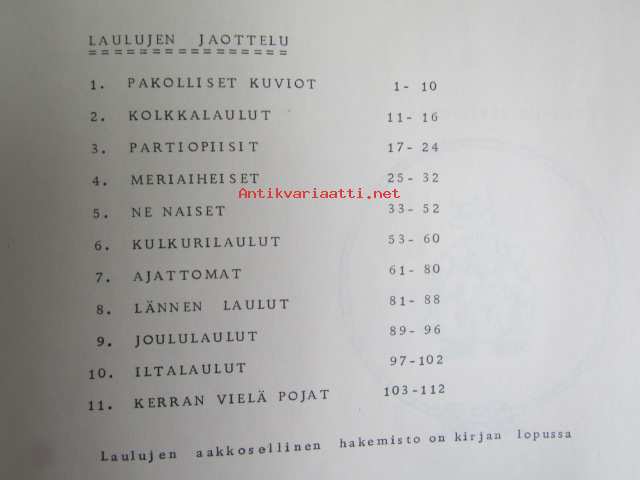 LAULUJEN JAOTTELU
1. PAKOLLISET KUVIOT 1- 10
2. KOLKKALAULUT 11- 16
3. PARTIOPIISIT 17- 24
4. MERIAIHEISET 25- 32
Antikvariaatti.net
5. NE NAISET 33- 52
6. KULKURILAULUT 53- 60
7. AJATTOMAT 61- 80
8. LÄNNEN LAULUT 81- 88
9. JOULULAULUT 89- 96
10. ILTALAULUT 97-102
11. KERRAN VIELÄ POJAT 103-112
Laulujen aakkosellinen hakemisto on kirjan lopussa